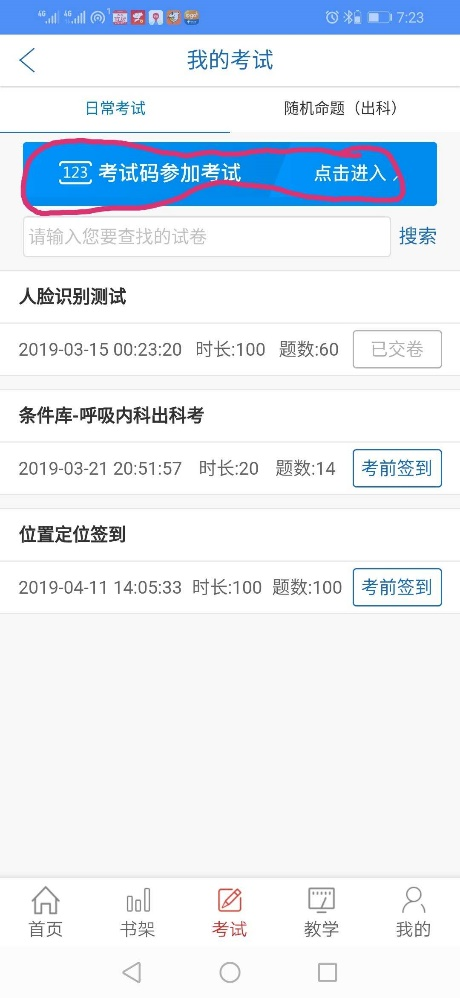 4G 4G 7:23
我的考试
日常考试 随机命题（出科）
123 考试码参加考试 点击进入
请输入您要查找的试卷 搜索
人脸识别测试
2019-03-15 00:23:20 时长:100 题数:60 已交卷
条件库-呼吸内科出科考
2019-03-21 20:51:57 时长:20 题数:14 考前签到
位置定位签到
2019-04-11 14:05:33 时长:100 题数:100 考前签到
首页 书架 考试 教学 我的